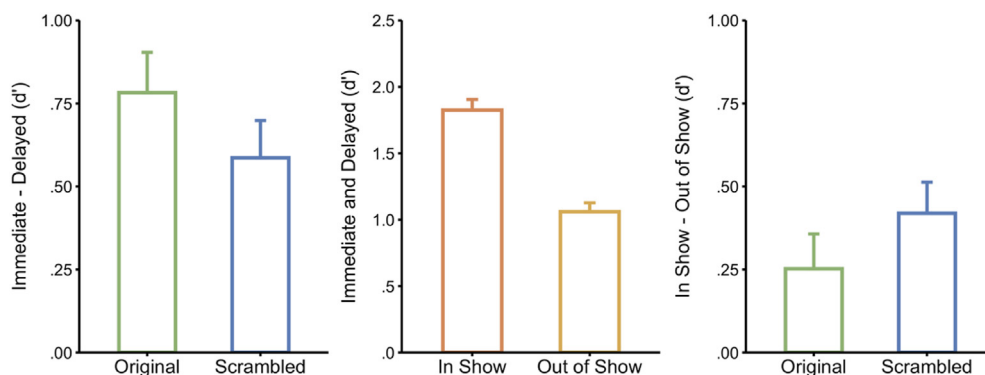 Immediate - Delayed (d')
1.00
.75
.50
.25
.00
Original
Scrambled
Immediate and Delayed (d')
2.5
2.0
1.5
1.0
.5
.0
In Show
Out of Show
In Show - Out of Show (d')
1.00
.75
.50
.25
.00
Original
Scrambled